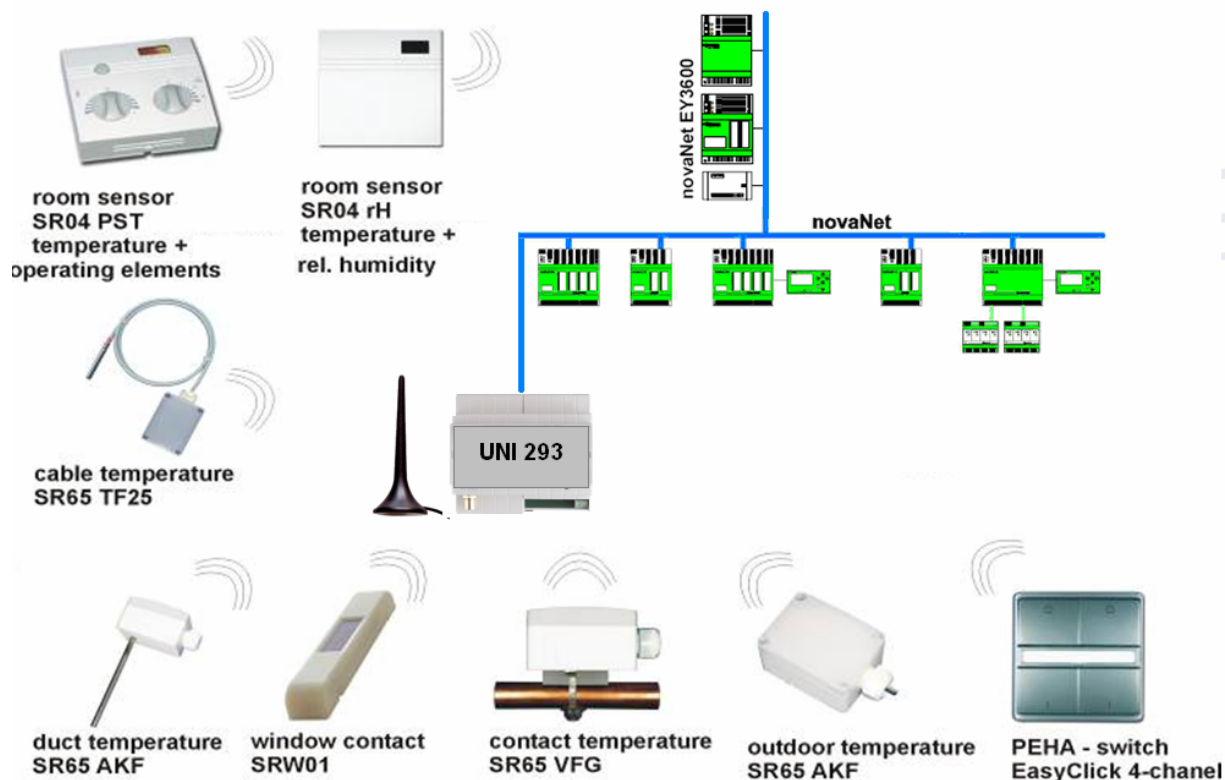 room sensor
SR04 PST
temperature +
operating elements
room sensor
SR04 rH
temperature +
rel. humidity
novaNet EY3600
novaNet
cable temperature
SR65 TF25
UNI 293
duct temperature
SR65 AKF
window contact
SRW01
contact temperature
SR65 VFG
outdoor temperature
SR65 AKF
PEHA - switch
EasyClick 4-chanel